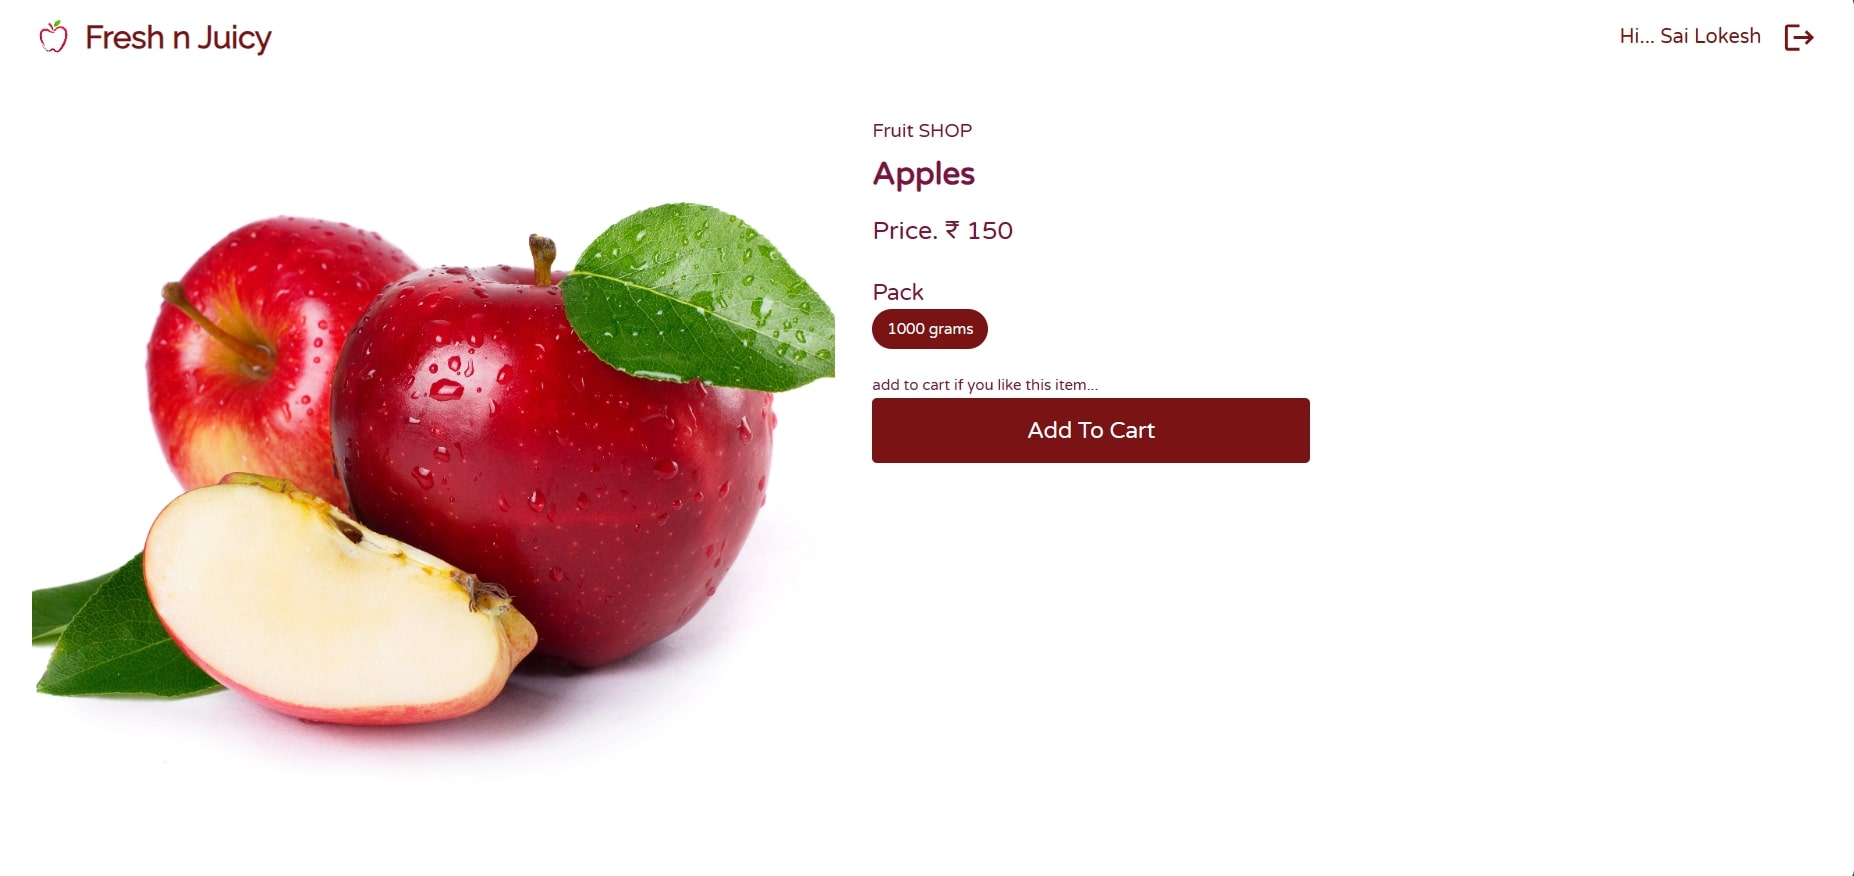 Fresh n Juicy
Hi... Sai Lokesh
Fruit SHOP
Apples
Price. ₹ 150
Pack
1000 grams
add to cart if you like this item...
Add To Cart